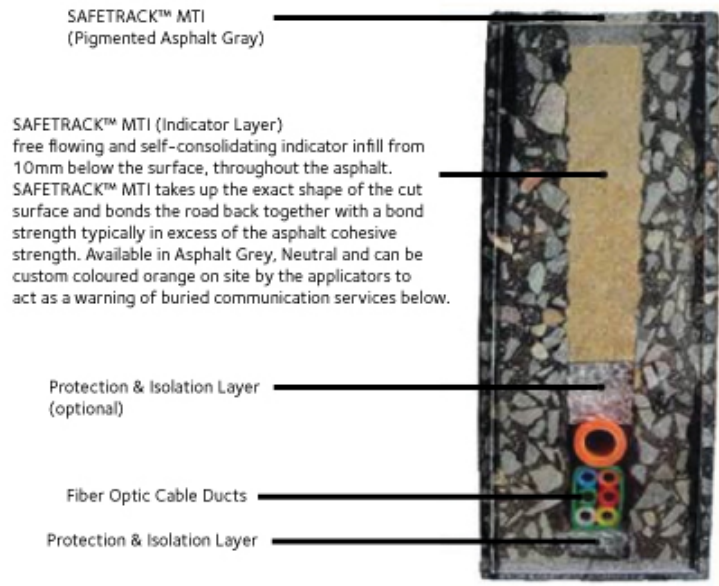 SAFETRACK™ MTI
(Pigmented Asphalt Gray)
SAFETRACK™ MTI (Indicator Layer)
free flowing and self-consolidating indicator infill from
10mm below the surface, throughout the asphalt.
SAFETRACK™ MTI takes up the exact shape of the cut
surface and bonds the road back together with a bond
strength typically in excess of the asphalt cohesive
strength. Available in Asphalt Grey, Neutral and can be
custom coloured orange on site by the applicators to
act as a warning of buried communication services below.
Protection & Isolation Layer
(optional)
Fiber Optic Cable Ducts
Protection & Isolation Layer